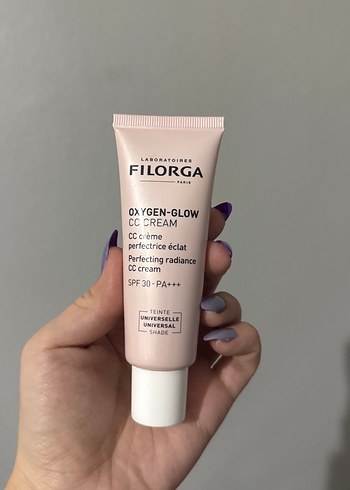 LABORATOIRES
FILORGA
PARIS
OXYGEN-GLOW
CC CREAM
CC crème
perfectrice éclat
Perfecting radiance
CC cream
SPF 30 - PA+++
TEINTE
UNIVERSELLE
UNIVERSAL
SHADE